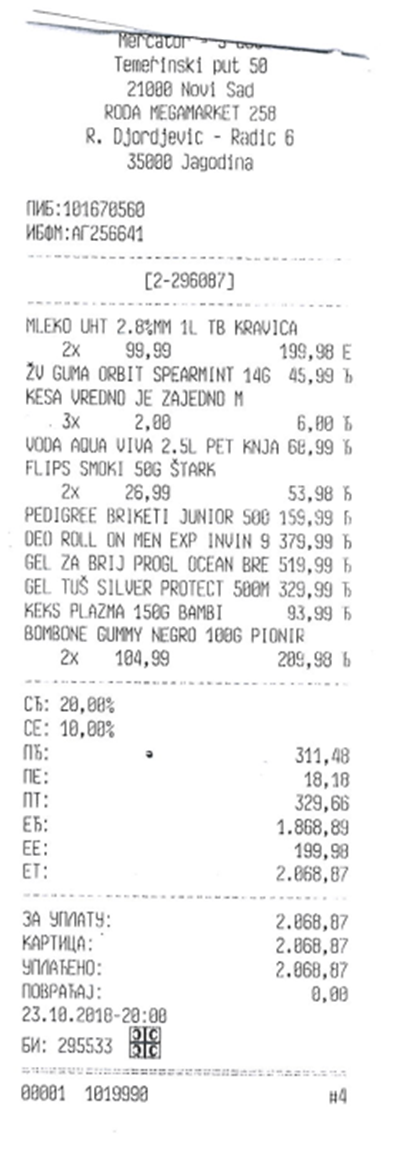 Mercator - S
Temerinski put 50
21000 Novi Sad
RODA MEGAMARKET 258
R. Djordjevic - Radic 6
35000 Jagodina
ПИБ:101670560
ИБФМ:АГ256641
[2-296087]
MLEKO UHT 2.8%MM 1L TB KRAVICA
2x 99,99 199,98 Е
ŽV GUMA ORBIT SPEARMINT 14G 45,99 Ђ
KESA VREDNO JE ZAJEDNO M
3x 2,00 6,00 Ђ
VODA AQUA VIVA 2.5L PET KNJA 68,99 Ђ
FLIPS SMOKI 50G ŠTARK
2x 26,99 53,98 Ђ
PEDIGREE BRIKETI JUNIOR 500 159,99 Ђ
DEO ROLL ON MEN EXP INVIN 9 379,99 Ђ
GEL ZA BRIJ PROGL OCEAN BRE 519,99 Ђ
GEL TUŠ SILVER PROTECT 500M 329,99 Ђ
KEKS PLAZMA 150G BAMBI 93,99 Ђ
BOMBONE GUMMY NEGRO 100G PIONIR
2x 104,99 209,98 Ђ
СЂ: 20,00%
СЕ: 10,00%
ПЂ: 311,48
ПЕ: 18,18
ПТ: 329,66
ЕЂ: 1.868,89
ЕЕ: 199,98
ЕТ: 2.068,87
ЗА УПЛАТУ: 2.068,87
КАРТИЦА: 2.068,87
УПЛАЋЕНО: 2.068,87
ПОВРАЋАЈ: 0,00
23.10.2018-20:00
БИ: 295533
00001 1019990 #4